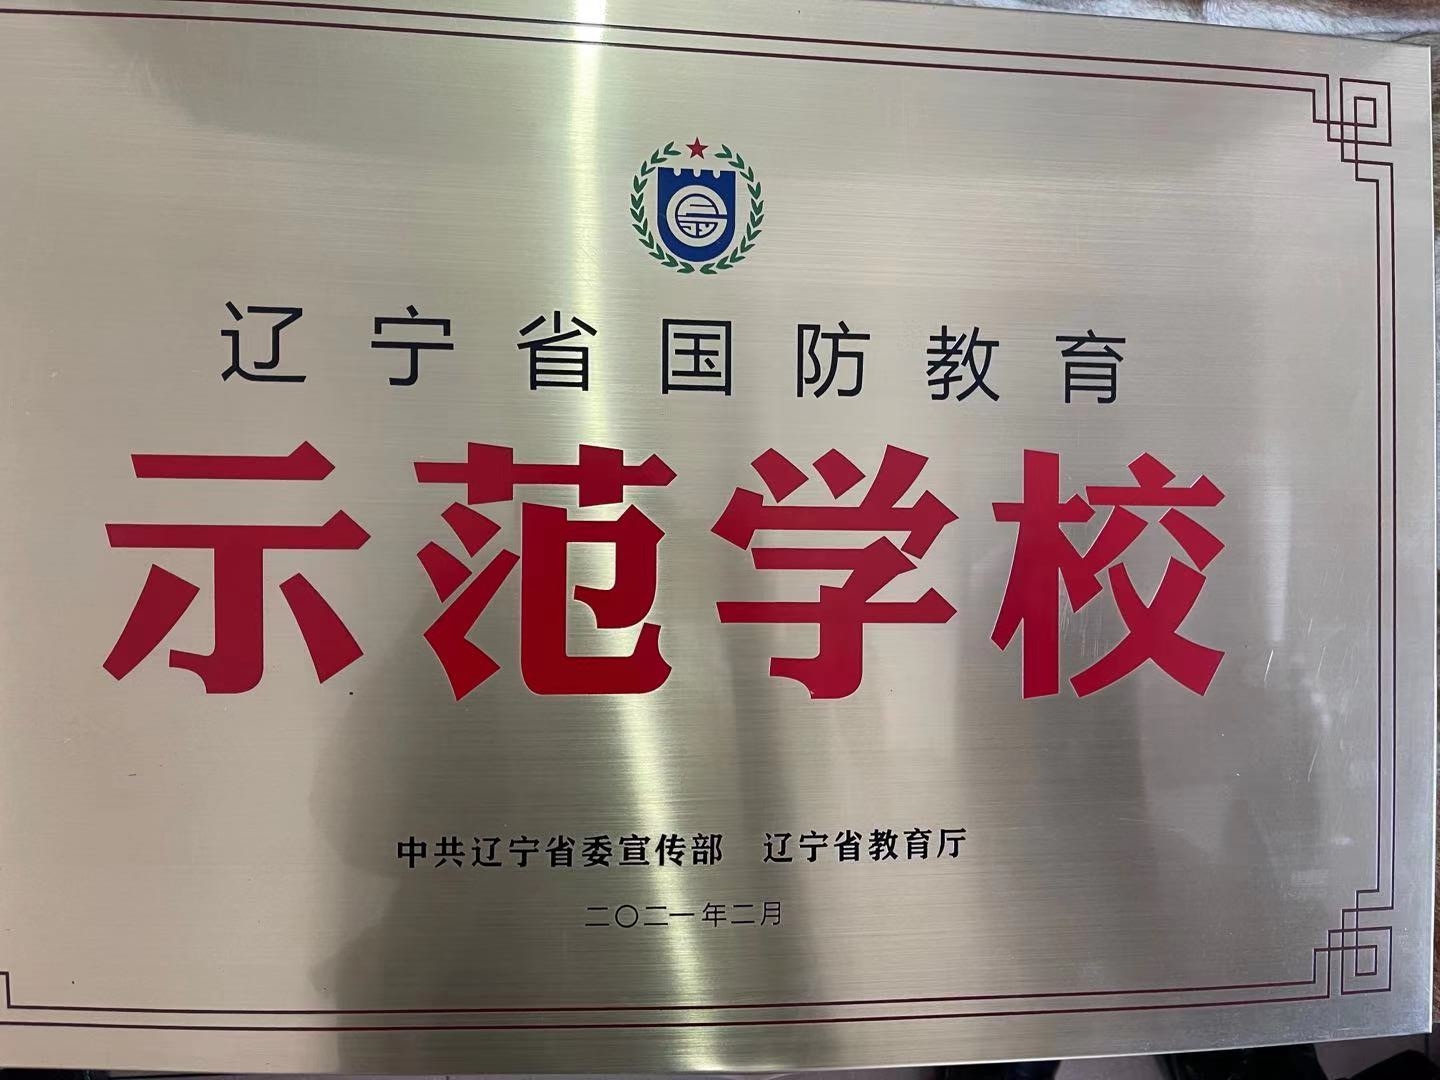 辽宁省国防教育
示范学校
中共辽宁省委宣传部 辽宁省教育厅
二〇二一年二月